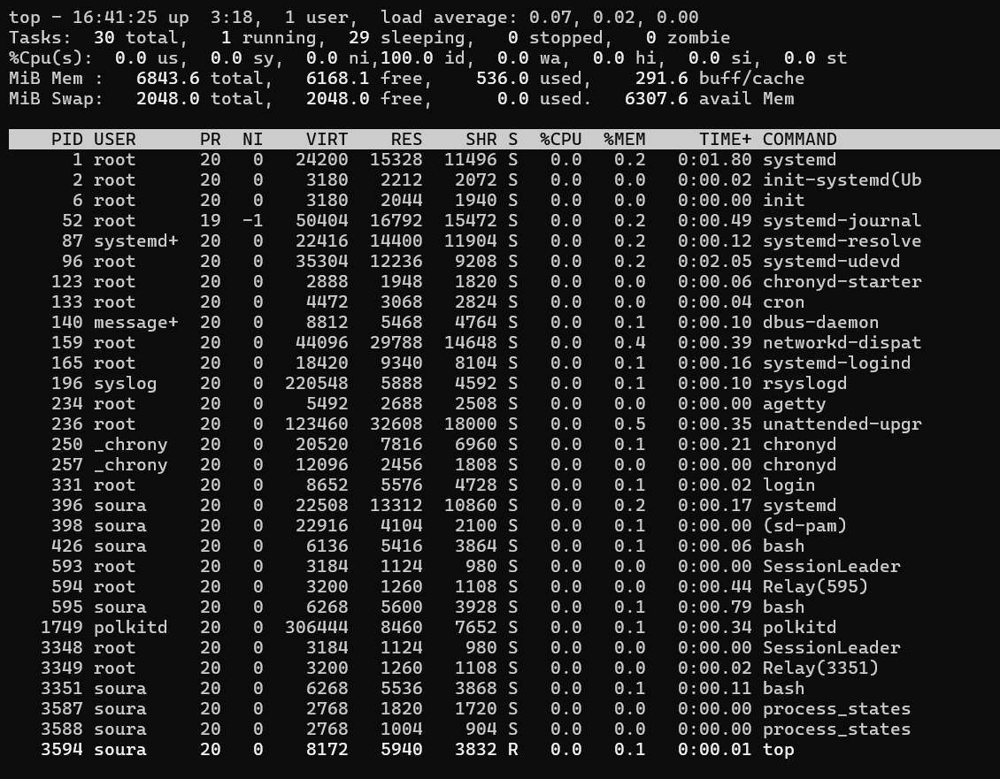 top - 16:41:25 up  3:18,  1 user,  load average: 0.07, 0.02, 0.00
Tasks:  30 total,   1 running,  29 sleeping,   0 stopped,   0 zombie
%Cpu(s):  0.0 us,  0.0 sy,  0.0 ni,100.0 id,  0.0 wa,  0.0 hi,  0.0 si,  0.0 st
MiB Mem :   6843.6 total,   6168.1 free,    536.0 used,    291.6 buff/cache
MiB Swap:   2048.0 total,   2048.0 free,      0.0 used.   6307.6 avail Mem
    PID USER      PR  NI    VIRT    RES    SHR S  %CPU  %MEM     TIME+ COMMAND
      1 root      20   0   24200  15328  11496 S   0.0   0.2   0:01.80 systemd
      2 root      20   0    3180   2212   2072 S   0.0   0.0   0:00.02 init-systemd(Ub
      6 root      20   0    3180   2044   1940 S   0.0   0.0   0:00.00 init
     52 root      19  -1   50404  16792  15472 S   0.0   0.2   0:00.49 systemd-journal
     87 systemd+  20   0   22416  14400  11904 S   0.0   0.2   0:00.12 systemd-resolve
     96 root      20   0   35304  12236   9208 S   0.0   0.2   0:02.05 systemd-udevd
    123 root      20   0    2888   1948   1820 S   0.0   0.0   0:00.06 chronyd-starter
    133 root      20   0    4472   3068   2824 S   0.0   0.0   0:00.04 cron
    140 message+  20   0    8812   5468   4764 S   0.0   0.1   0:00.10 dbus-daemon
    159 root      20   0   44096  29788  14648 S   0.0   0.4   0:00.39 networkd-dispat
    165 root      20   0   18420   9340   8104 S   0.0   0.1   0:00.16 systemd-logind
    196 syslog    20   0  220548   5888   4592 S   0.0   0.1   0:00.10 rsyslogd
    234 root      20   0    5492   2688   2508 S   0.0   0.0   0:00.00 agetty
    236 root      20   0  123460  32608  18000 S   0.0   0.5   0:00.35 unattended-upgr
    250 _chrony   20   0   20520   7816   6960 S   0.0   0.1   0:00.21 chronyd
    257 _chrony   20   0   12096   2456   1808 S   0.0   0.0   0:00.00 chronyd
    331 root      20   0    8652   5576   4728 S   0.0   0.1   0:00.02 login
    396 soura     20   0   22508  13312  10860 S   0.0   0.2   0:00.17 systemd
    398 soura     20   0   22916   4104   2100 S   0.0   0.1   0:00.00 (sd-pam)
    426 soura     20   0    6136   5416   3864 S   0.0   0.1   0:00.06 bash
    593 root      20   0    3184   1124    980 S   0.0   0.0   0:00.00 SessionLeader
    594 root      20   0    3200   1260   1108 S   0.0   0.0   0:00.44 Relay(595)
    595 soura     20   0    6268   5600   3928 S   0.0   0.1   0:00.79 bash
   1749 polkitd   20   0  306444   8460   7652 S   0.0   0.1   0:00.34 polkitd
   3348 root      20   0    3184   1124    980 S   0.0   0.0   0:00.00 SessionLeader
   3349 root      20   0    3200   1260   1108 S   0.0   0.0   0:00.02 Relay(3351)
   3351 soura     20   0    6268   5536   3868 S   0.0   0.1   0:00.11 bash
   3587 soura     20   0    2768   1820   1720 S   0.0   0.0   0:00.00 process_states
   3588 soura     20   0    2768   1004    904 S   0.0   0.0   0:00.00 process_states
   3594 soura     20   0    8172   5940   3832 R   0.0   0.1   0:00.01 top